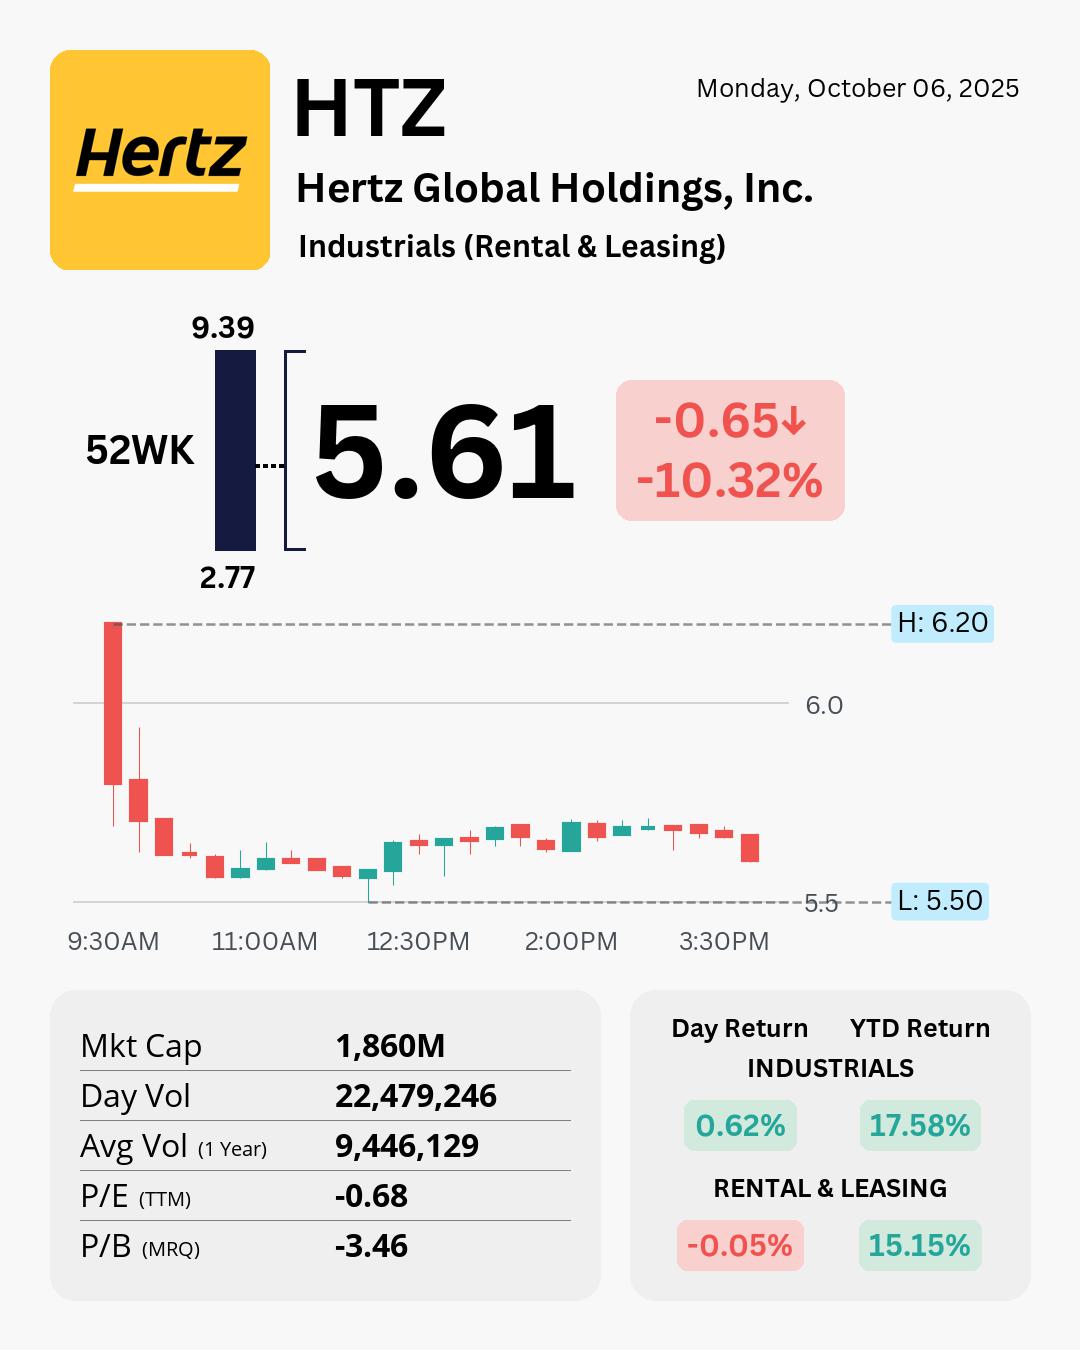 Hertz
HTZ
Monday, October 06, 2025
Hertz Global Holdings, Inc.
Industrials (Rental & Leasing)
9.39
52WK
5.61
-0.65↓
-10.32%
2.77
H: 6.20
6.0
5.5
L: 5.50
9:30AM 11:00AM 12:30PM 2:00PM 3:30PM
Mkt Cap 1,860M
Day Vol 22,479,246
Avg Vol (1 Year) 9,446,129
P/E (TTM) -0.68
P/B (MRQ) -3.46
Day Return YTD Return
INDUSTRIALS
0.62% 17.58%
RENTAL & LEASING
-0.05% 15.15%